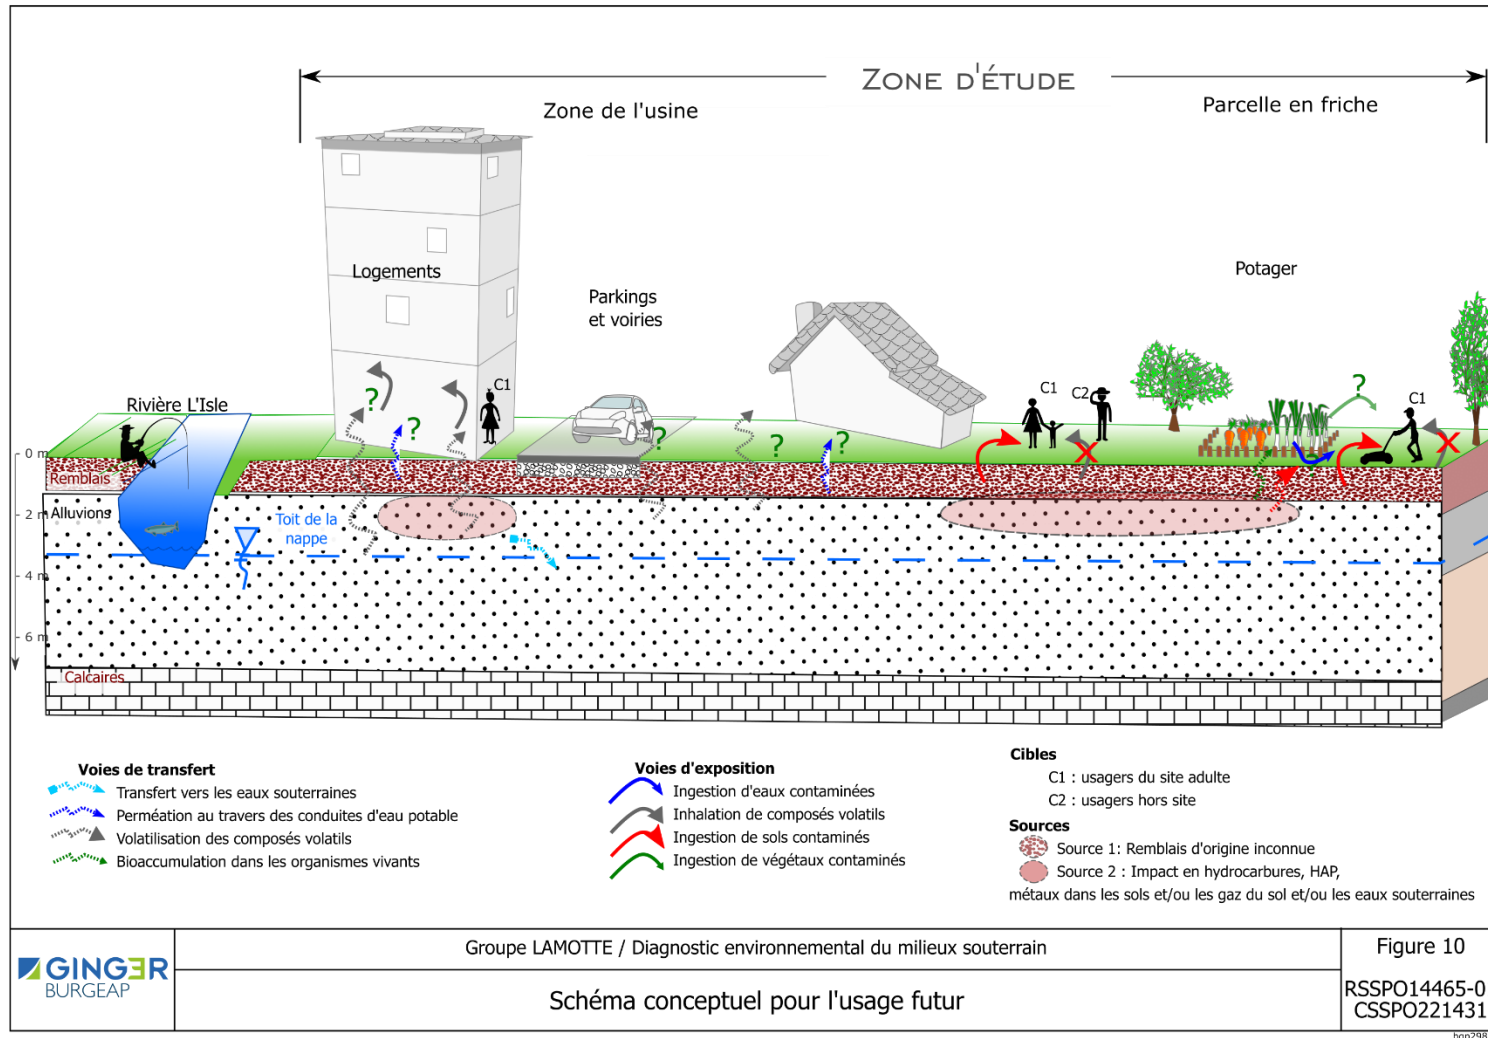 ZONE D'ÉTUDE
Zone de l'usine
Parcelle en friche
Logements
Parkings
et voiries
Potager
Rivière L'Isle
C1
?
?
?
?
?
?
C1
C2
?
C1
0 m
Remblais
Alluvions
- 2 m
Toit de la
nappe
- 4 m
- 6 m
Calcaires
Voies de transfert
Transfert vers les eaux souterraines
Perméation au travers des conduites d'eau potable
Volatilisation des composés volatils
Bioaccumulation dans les organismes vivants
Voies d'exposition
Ingestion d'eaux contaminées
Inhalation de composés volatils
Ingestion de sols contaminés
Ingestion de végétaux contaminés
Cibles
C1 : usagers du site adulte
C2 : usagers hors site
Sources
Source 1: Remblais d'origine inconnue
Source 2 : Impact en hydrocarbures, HAP,
métaux dans les sols et/ou les gaz du sol et/ou les eaux souterraines
GINGER
BURGEAP
Groupe LAMOTTE / Diagnostic environnemental du milieux souterrain
Schéma conceptuel pour l'usage futur
Figure 10
RSSPO14465-0
CSSPO221431